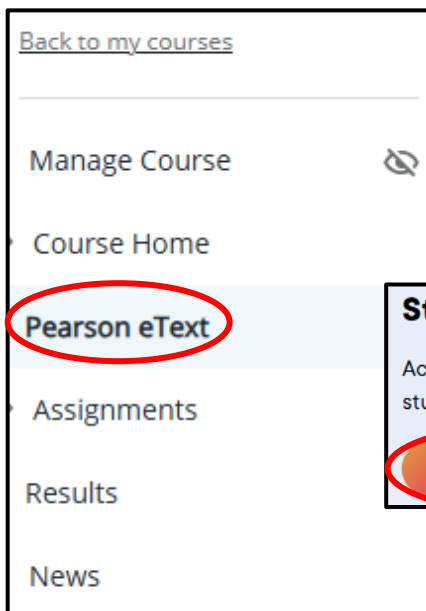 Back to my courses
Manage Course
Course Home
Pearson eText
Assignments
Results
News